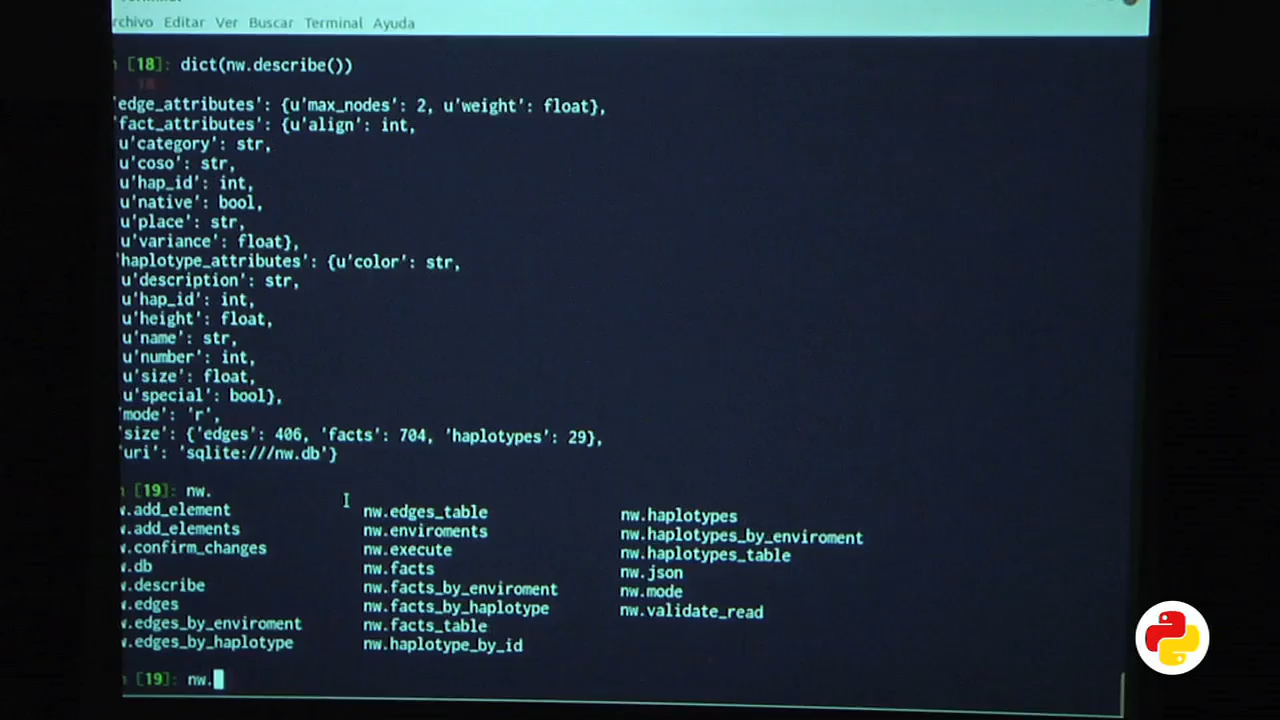 rchivo Editar Ver Buscar Terminal Ayuda
n [18]: dict(nw.describe())
18
'edge_attributes': {u'max_nodes': 2, u'weight': float},
'fact_attributes': {u'align': int,
u'category': str,
u'coso': str,
u'hap_id': int,
u'native': bool,
u'place': str,
u'variance': float},
'haplotype_attributes': {u'color': str,
u'description': str,
u'hap_id': int,
u'height': float,
u'name': str,
u'number': int,
u'size': float,
u'special': bool},
'mode': 'r',
'size': {'edges': 406, 'facts': 704, 'haplotypes': 29},
'uri': 'sqlite:///nw.db'}
n [19]: nw.
w.add_element nw.edges_table nw.haplotypes
w.add_elements nw.enviroments nw.haplotypes_by_enviroment
w.confirm_changes nw.execute nw.haplotypes_table
w.db nw.facts nw.json
w.describe nw.facts_by_enviroment nw.mode
w.edges nw.facts_by_haplotype nw.validate_read
w.edges_by_enviroment nw.facts_table
w.edges_by_haplotype nw.haplotype_by_id
n [19]: nw.